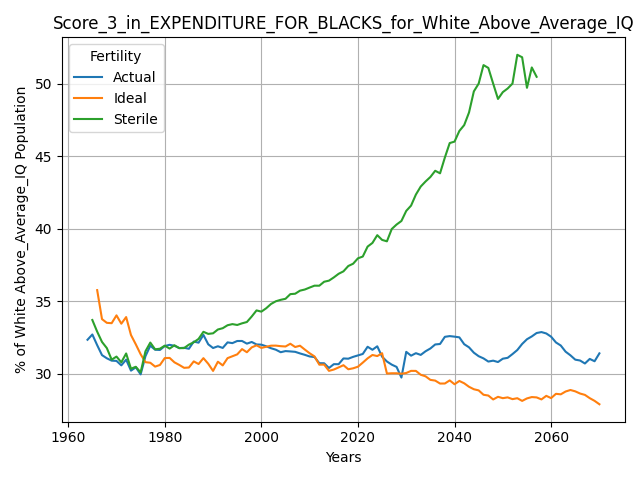 Score_3_in_EXPENDITURE_FOR_BLACKS_for_White_Above_Average_IQ
Fertility
Actual
Ideal
Sterile
% of White Above_Average_IQ Population
50
45
40
35
30
1960
1980
2000
2020
2040
2060
Years